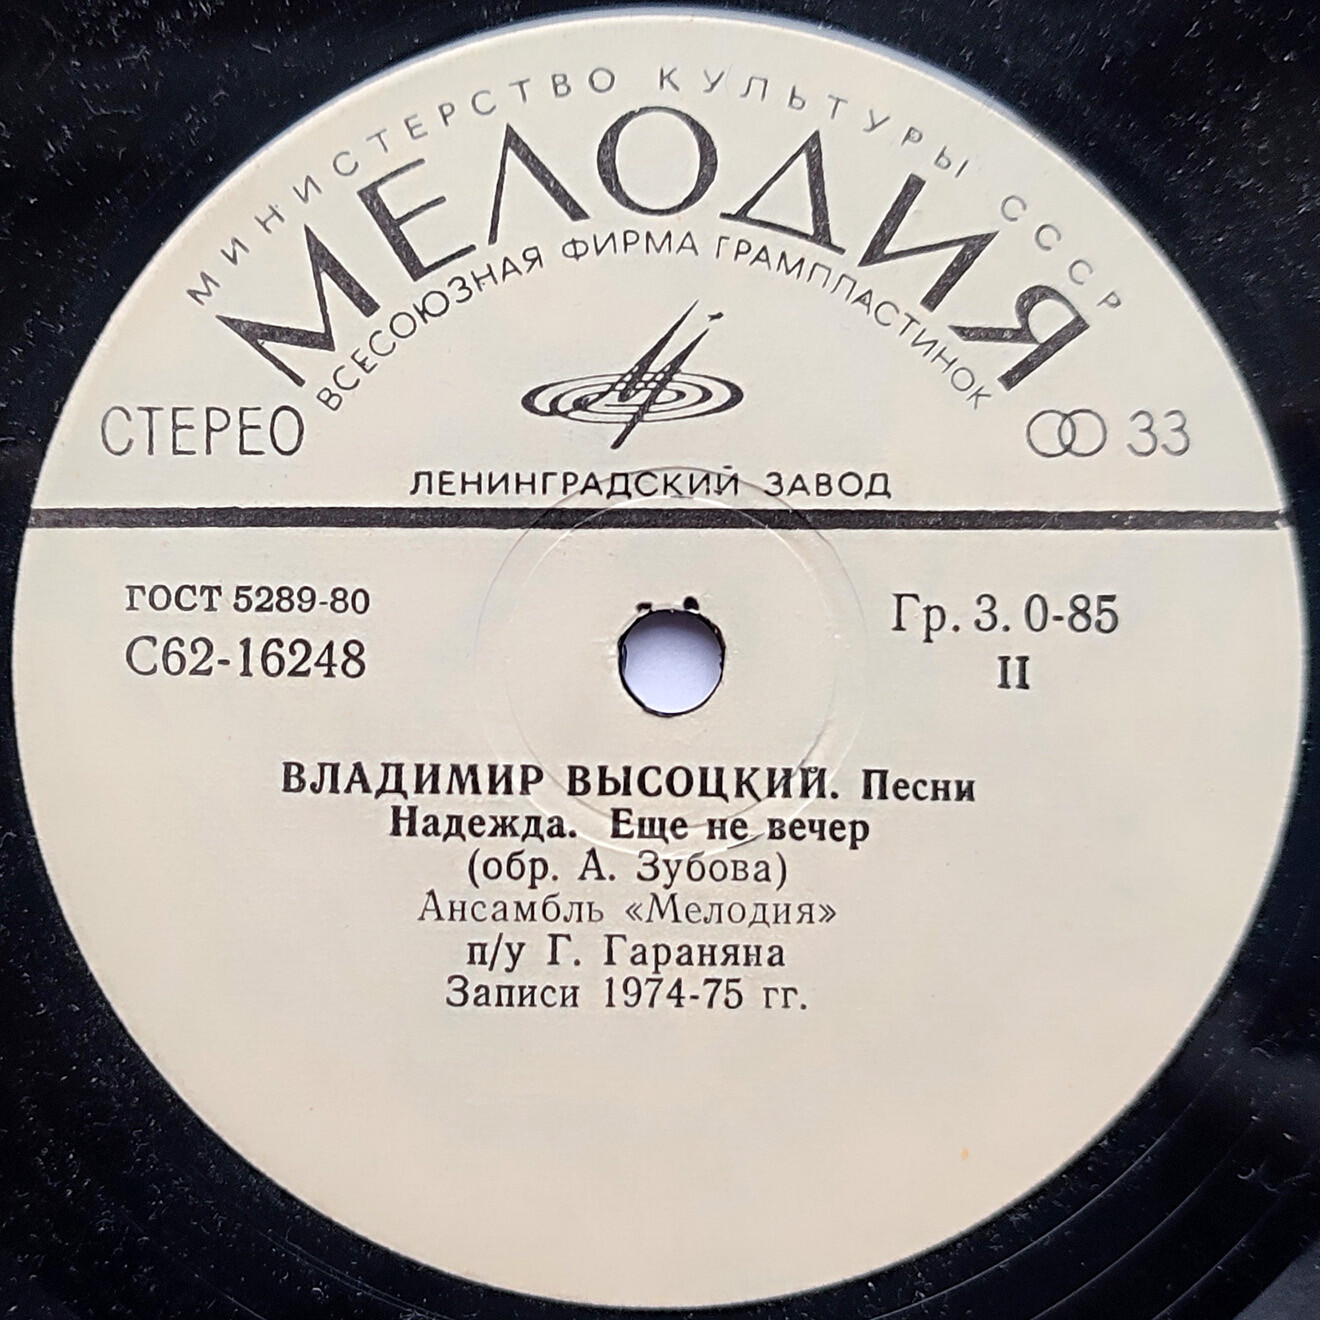 МИНИСТЕРСТВО КУЛЬТУРЫ СССР
МЕЛОДИЯ
ВСЕСОЮЗНАЯ ФИРМА ГРАМПЛАСТИНОК
СТЕРЕО
33
ЛЕНИНГРАДСКИЙ ЗАВОД
ГОСТ 5289-80
С62-16248
Гр. 3. 0-85
II
ВЛАДИМИР ВЫСОЦКИЙ. Песни
Надежда. Еще не вечер
(обр. А. Зубова)
Ансамбль «Мелодия»
п/у Г. Гараняна
Записи 1974-75 гг.